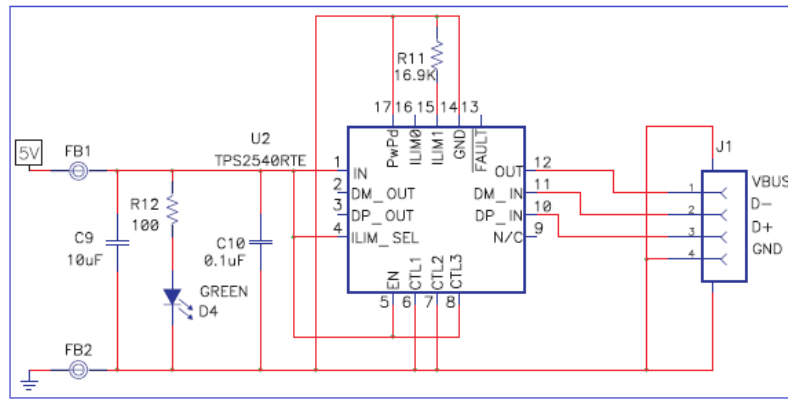 5V
FB1
C9
10uF
R12
100
GREEN
D4
C10
0.1uF
FB2
U2
TPS2540RTE
R11
16.9K
17 16 15 14 13
PwPd ILIM0 ILIM1 GND FAULT
1 IN
2 DM_OUT
3 DP_OUT
4 ILIM_SEL
OUT 12
DM_IN 11
DP_IN 10
N/C 9
EN CTL1 CTL2 CTL3
5 6 7 8
J1
1 VBUS
2 D-
3 D+
4 GND